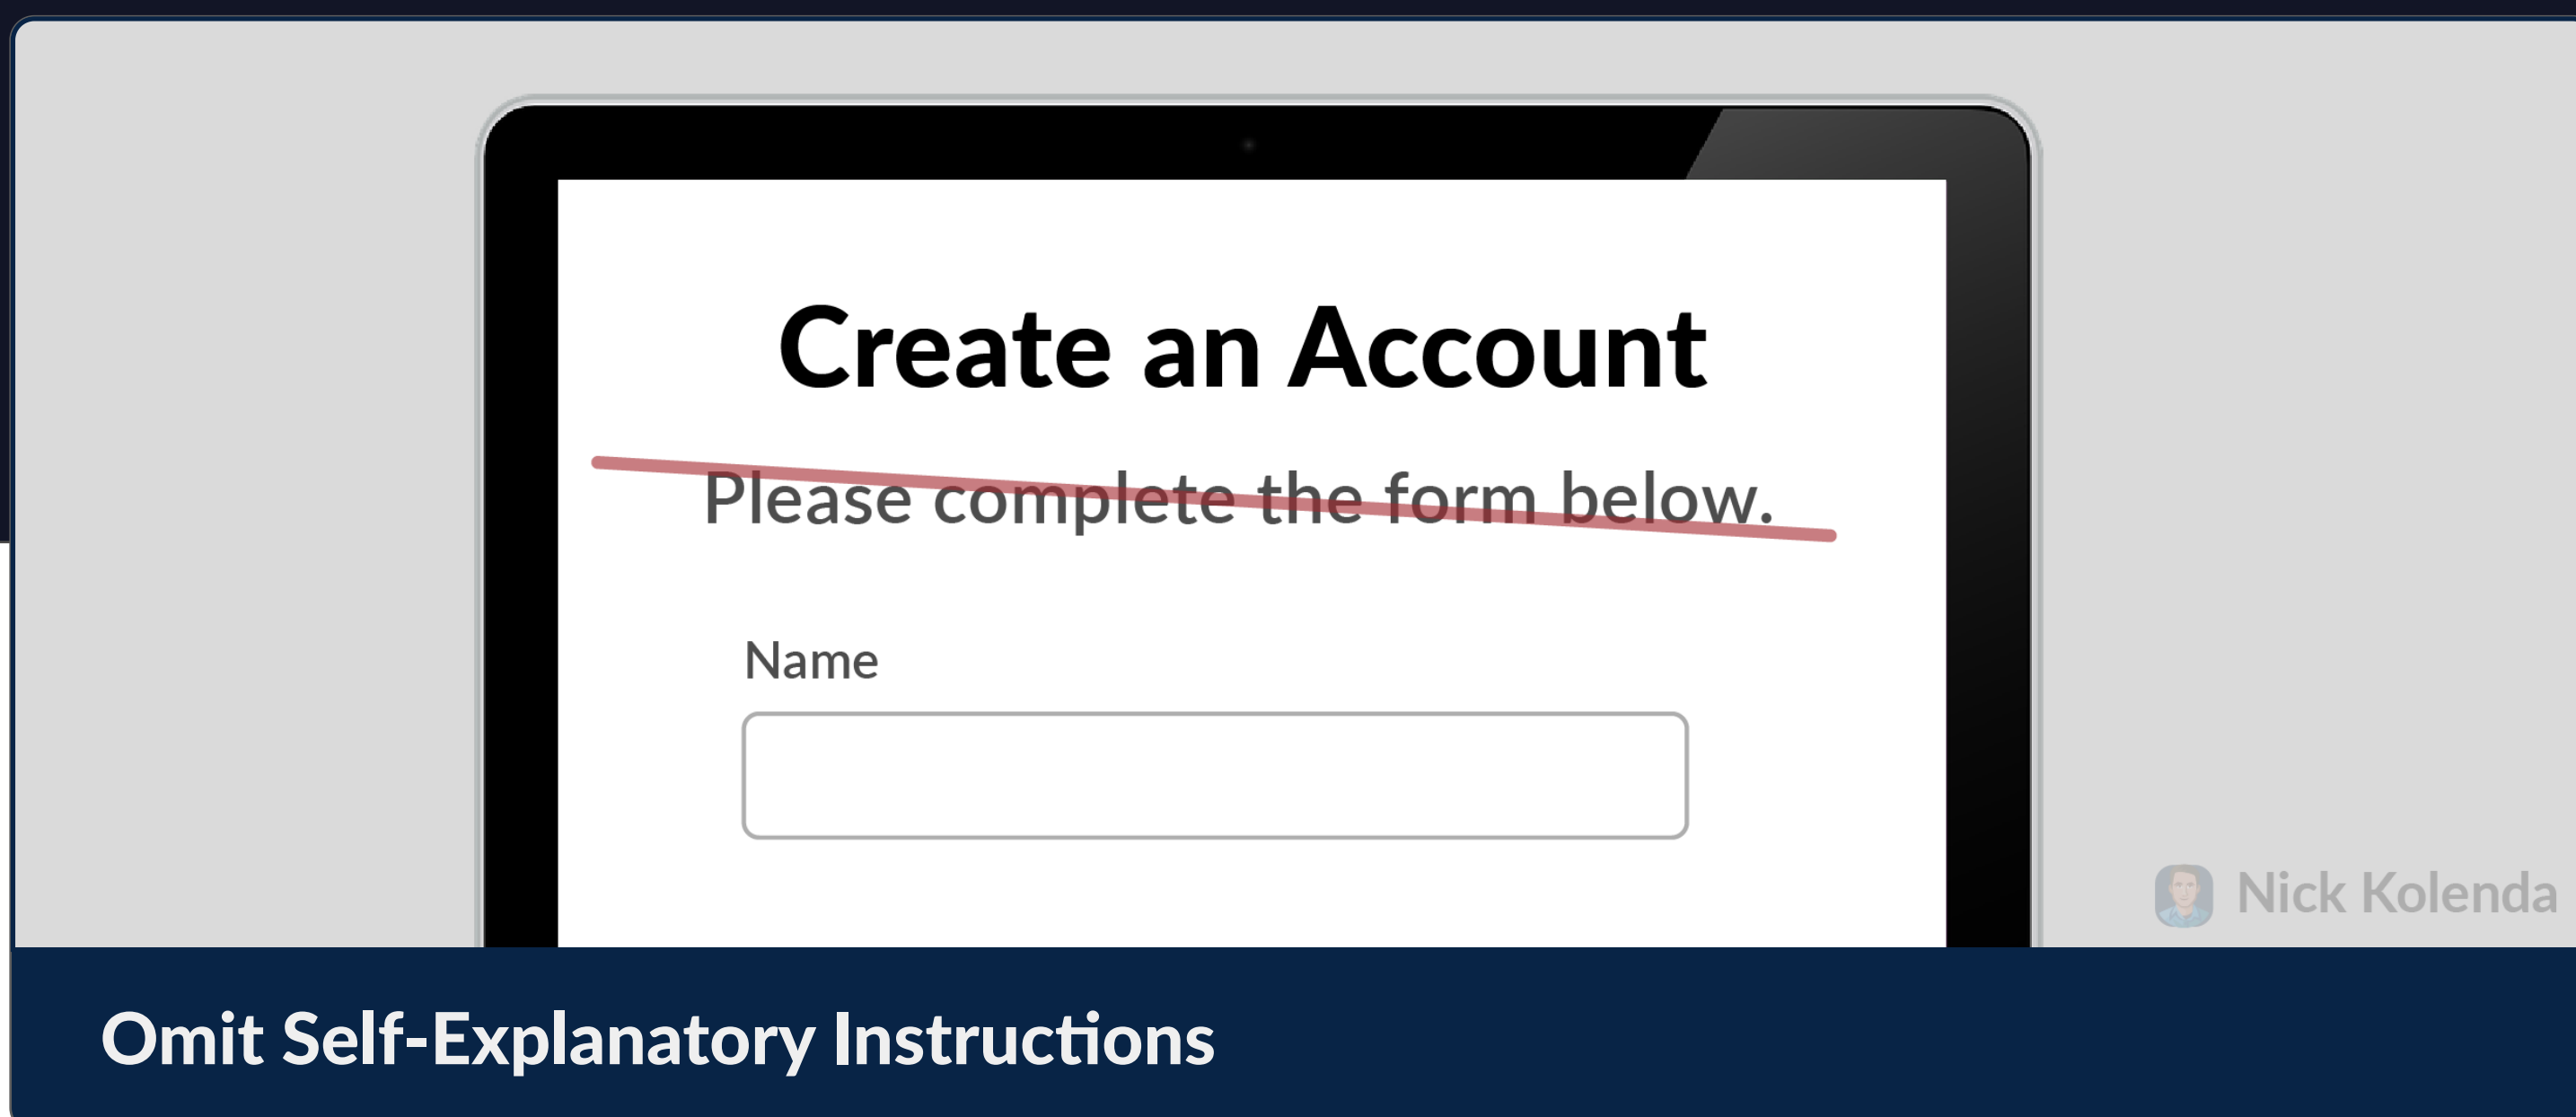 Create an Account
Please complete the form below.
Name
Nick Kolenda
Omit Self-Explanatory Instructions